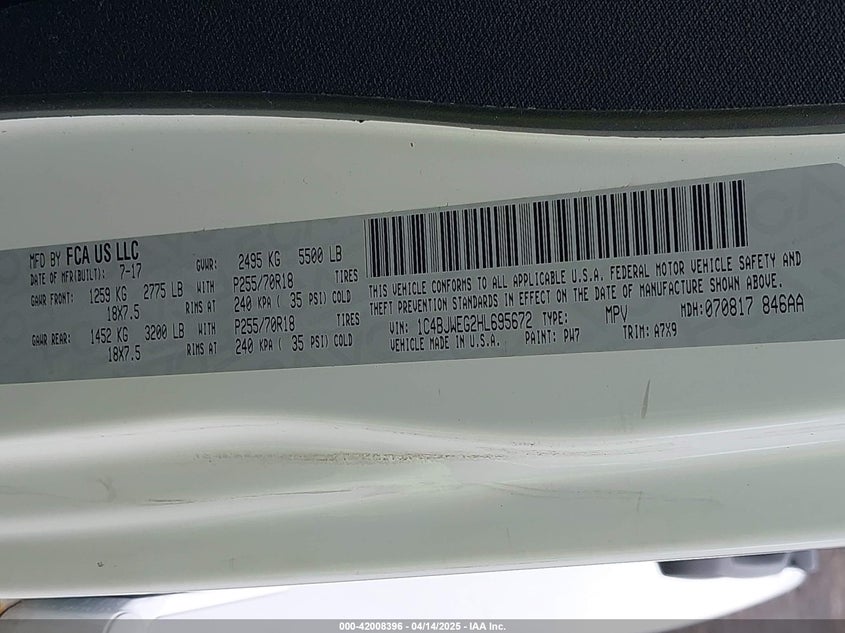 MFD BY FCA US LLC
DATE OF MFR(BUILT): 7-17
GVWR: 2495 KG 5500 LB
GAWR FRONT: 1259 KG 2775 LB WITH P255/70R18 TIRES
18X7.5 RIMS AT 240 KPA ( 35 PSI) COLD
GAWR REAR: 1452 KG 3200 LB WITH P255/70R18 TIRES
18X7.5 RIMS AT 240 KPA ( 35 PSI) COLD
THIS VEHICLE CONFORMS TO ALL APPLICABLE U.S.A. FEDERAL MOTOR VEHICLE SAFETY AND
THEFT PREVENTION STANDARDS IN EFFECT ON THE DATE OF MANUFACTURE SHOWN ABOVE.
VIN: 1C4BJWEG2HL695672 TYPE: MPV MDH:070817 846AA
VEHICLE MADE IN U.S.A. PAINT: PW7 TRIM: A7X9
000-42008396 - 04/14/2025 - IAA Inc.